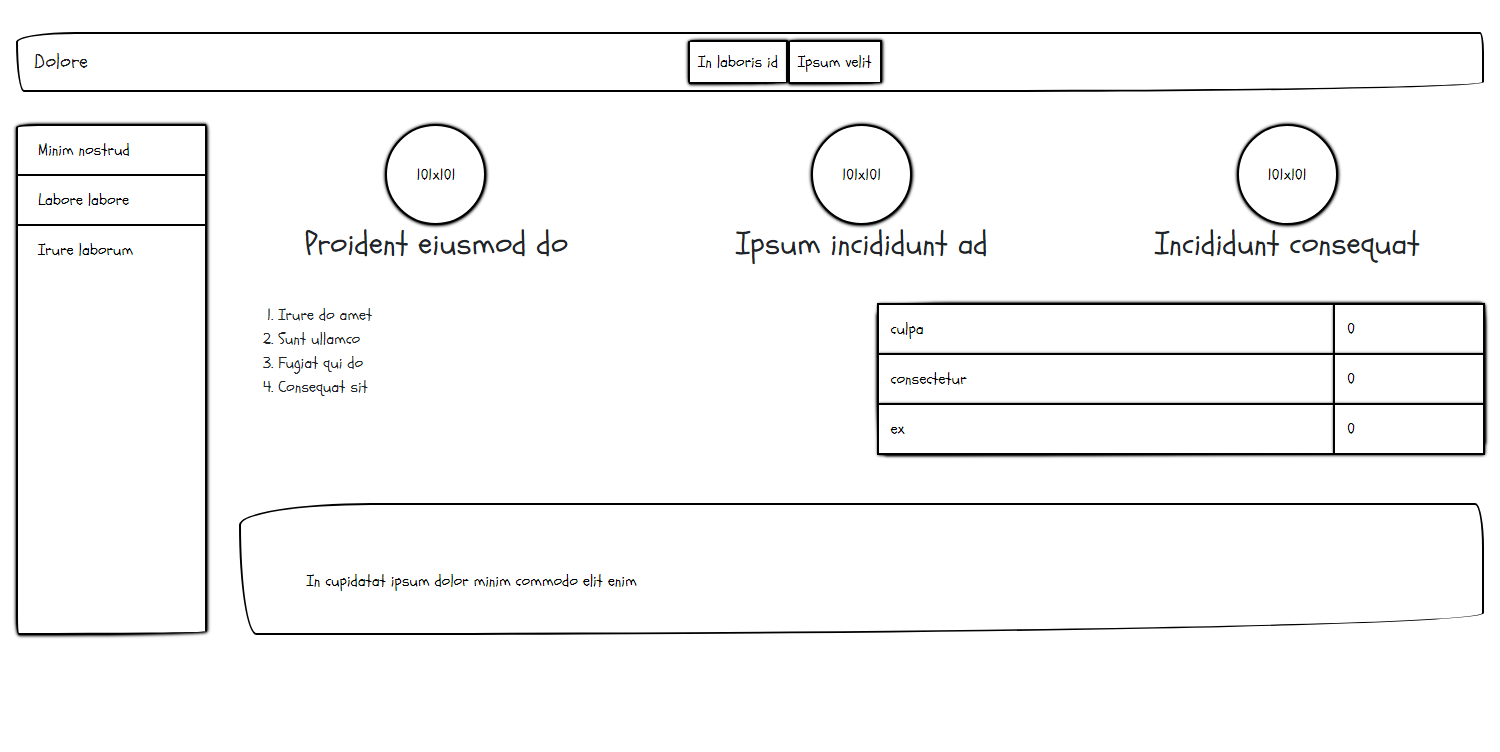 Dolore
In laboris id
Ipsum velit
Minim nostrud
Labore labore
Irure laborum
101x101
Proident eiusmod do
101x101
Ipsum incididunt ad
101x101
Incididunt consequat
1. Irure do amet
2. Sunt ullamco
3. Fugiat qui do
4. Consequat sit
culpa 0
consectetur 0
ex 0
In cupidatat ipsum dolor minim commodo elit enim